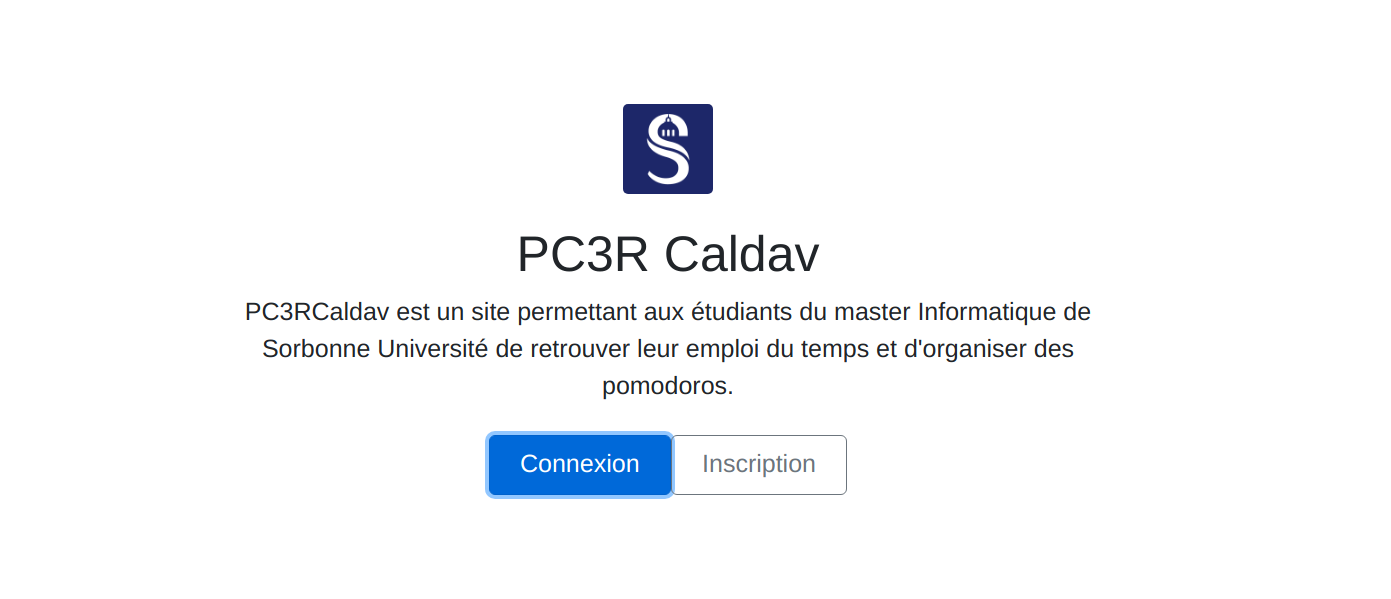 S
PC3R Caldav
PC3RCaldav est un site permettant aux étudiants du master Informatique de
Sorbonne Université de retrouver leur emploi du temps et d'organiser des
pomodoros.
Connexion
Inscription